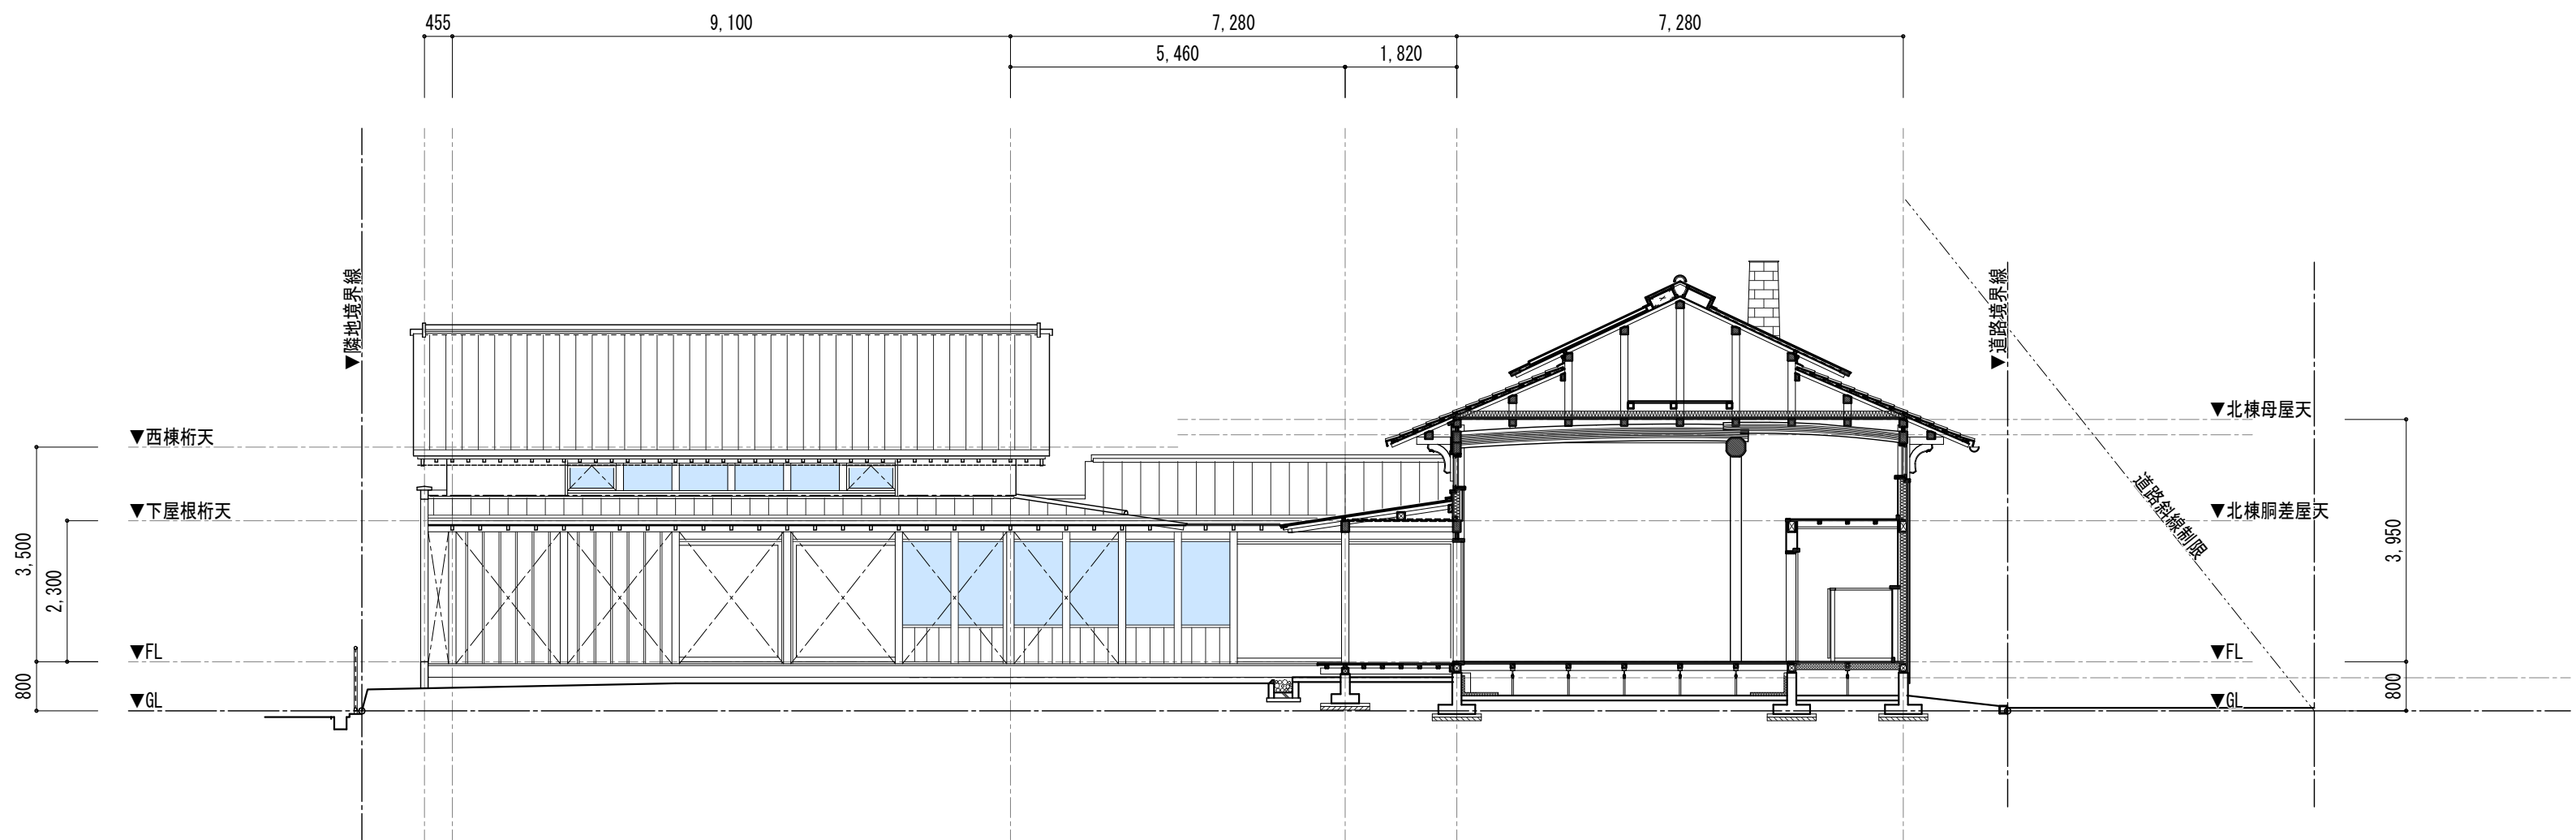 455
9,100
7,280
7,280
5,460
1,820
▼隣地境界線
▼道路境界線
道路斜線制限
▼西棟桁天
▼下屋根桁天
▼FL
▼GL
3,500
2,300
800
▼北棟母屋天
▼北棟胴差屋天
▼FL
▼GL
3,950
800